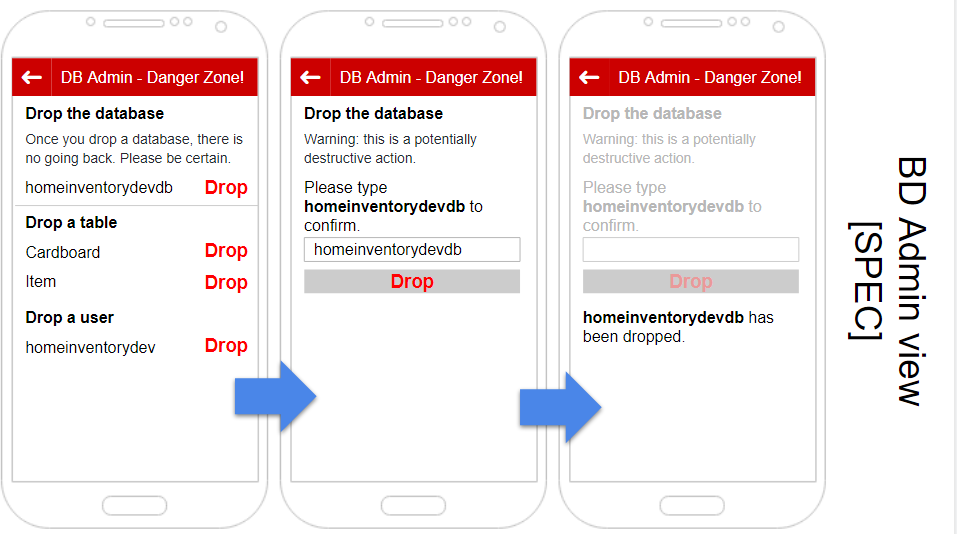 DB Admin - Danger Zone!
Drop the database
Once you drop a database, there is
no going back. Please be certain.
homeinventorydevdb Drop
Drop a table
Cardboard Drop
Item Drop
Drop a user
homeinventorydev Drop
DB Admin - Danger Zone!
Drop the database
Warning: this is a potentially
destructive action.
Please type
homeinventorydevdb to
confirm.
homeinventorydevdb
Drop
DB Admin - Danger Zone!
Drop the database
Warning: this is a potentially
destructive action.
Please type
homeinventorydevdb to
confirm.
Drop
homeinventorydevdb has
been dropped.
BD Admin view
[SPEC]